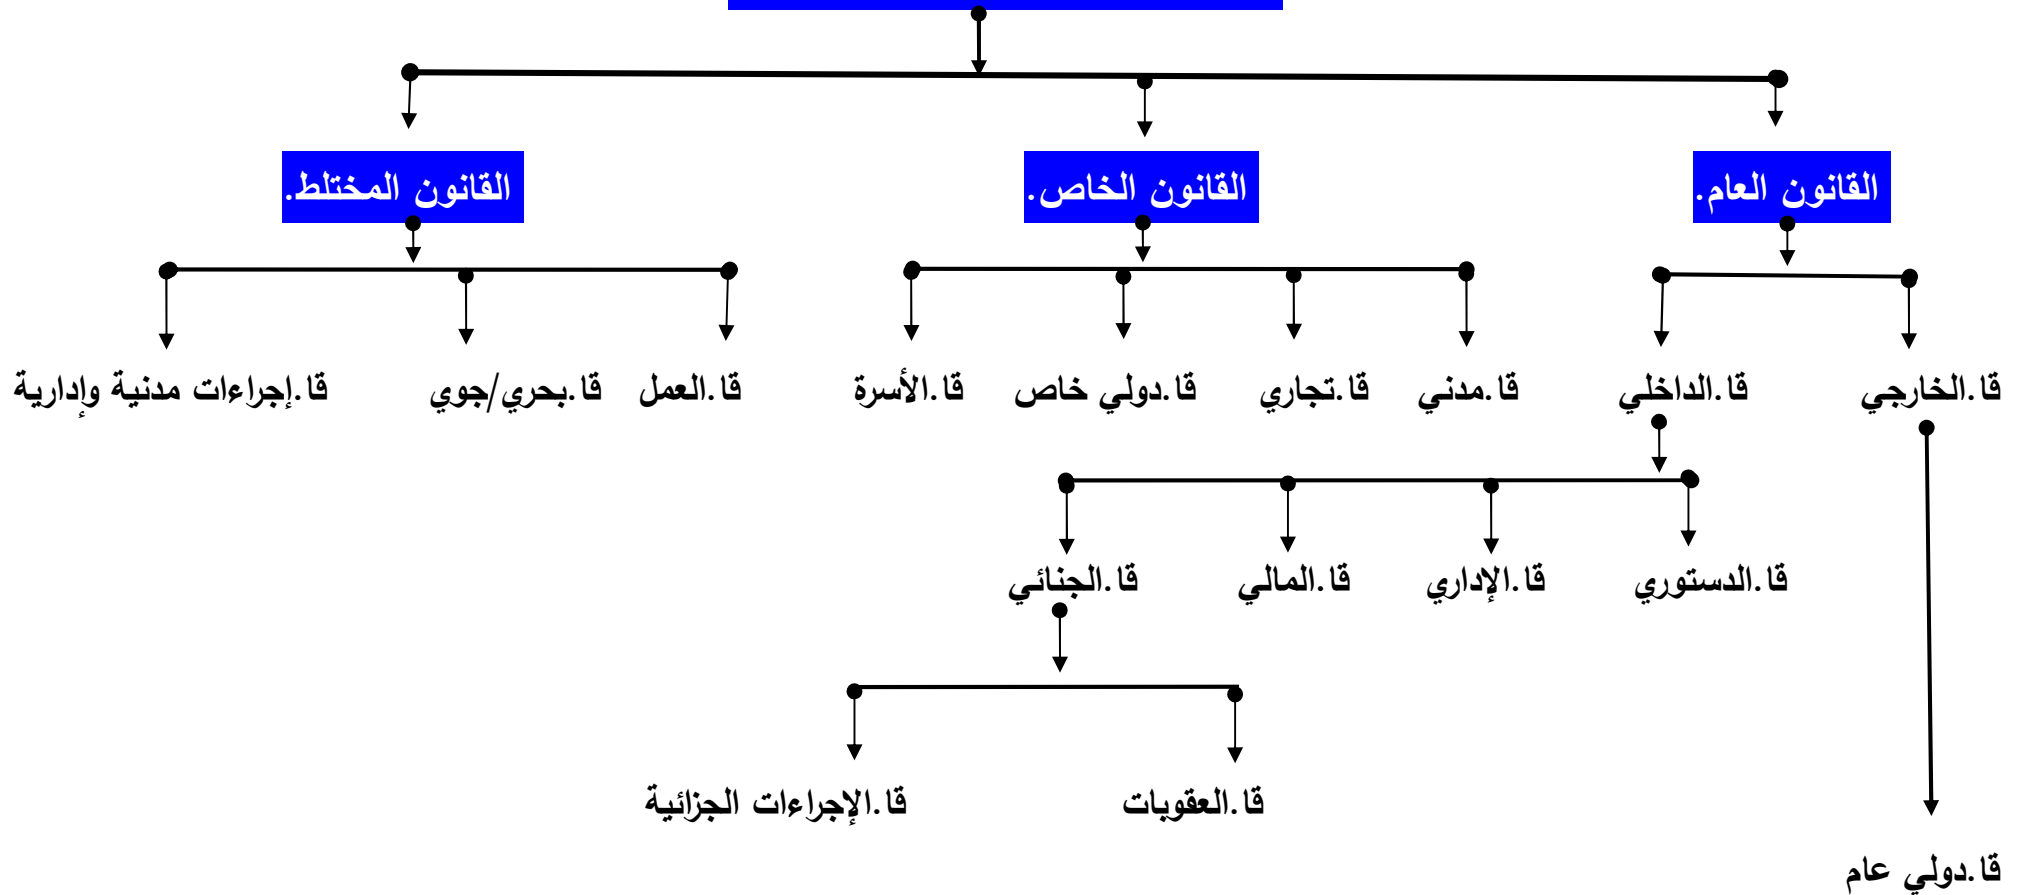 القانون العام.
القانون الخاص.
القانون المختلط.
قا.الخارجي
قا.الداخلي
قا.مدني
قا.تجاري
قا.دولي خاص
قا.الأسرة
قا.العمل
قا.بحري/جوي
قا.إجراءات مدنية وإدارية
قا.الدستوري
قا.الإداري
قا.المالي
قا.الجنائي
قا.العقوبات
قا.الإجراءات الجزائية
قا.دولي عام